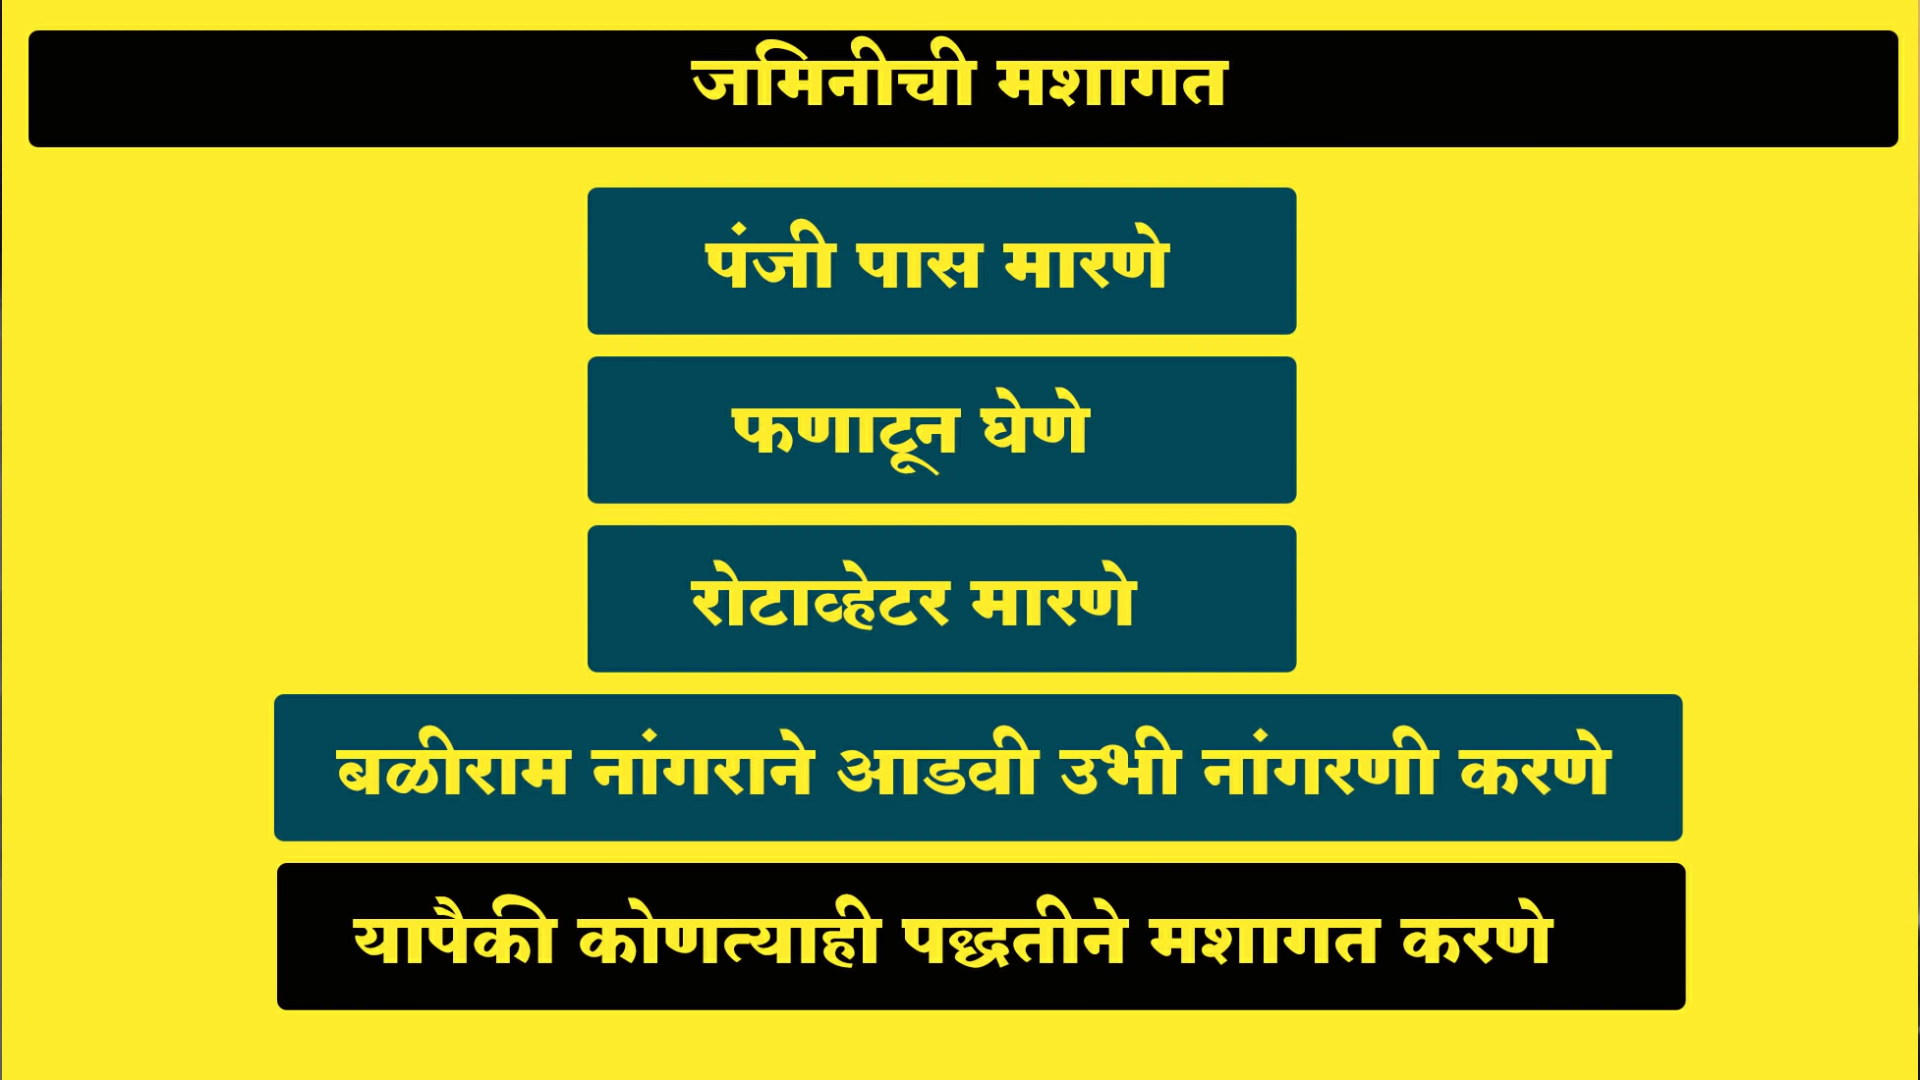 जमिनीची मशागत
पंजी पास मारणे
फणाटून घेणे
रोटाव्हेटर मारणे
बळीराम नांगराने आडवी उभी नांगरणी करणे
यापैकी कोणत्याही पद्धतीने मशागत करणे